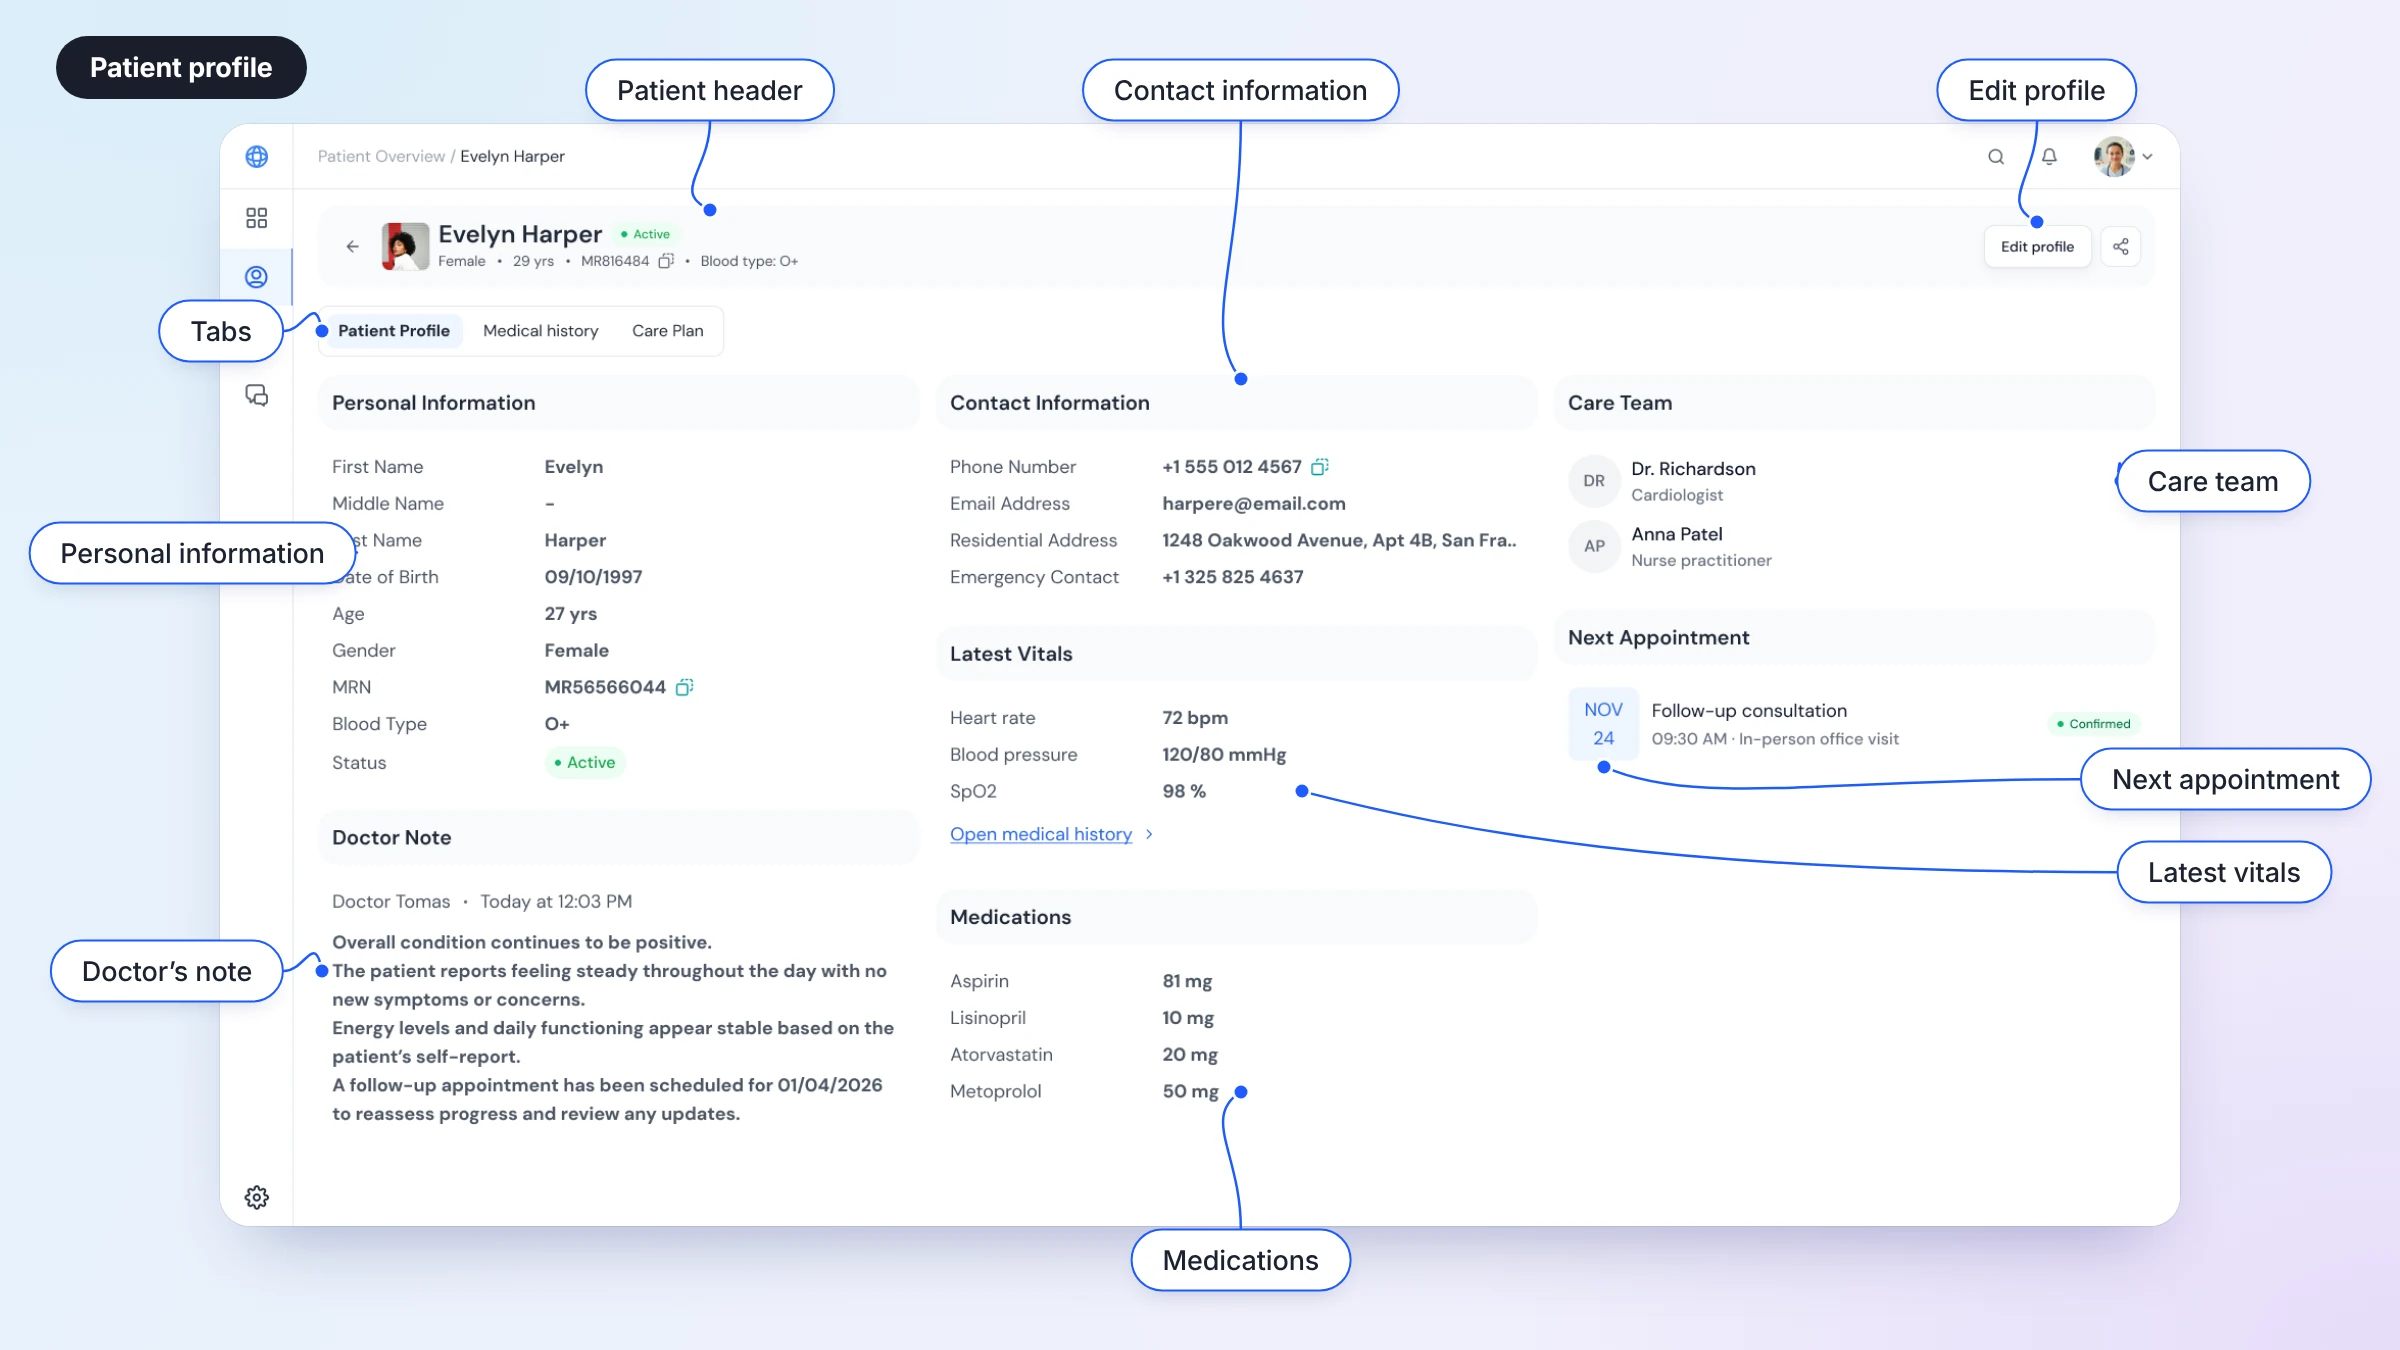 Patient profile
Patient header
Contact information
Edit profile
Patient Overview / Evelyn Harper
Evelyn Harper
• Active
Female • 29 yrs • MR816484 • Blood type: O+
Edit profile
Tabs
Patient Profile
Medical history
Care Plan
Personal Information
First Name Evelyn
Middle Name –
st Name Harper
Personal information
ate of Birth 09/10/1997
Age 27 yrs
Gender Female
MRN MR56566044
Blood Type O+
Status • Active
Doctor Note
Doctor Tomas • Today at 12:03 PM
Overall condition continues to be positive.
The patient reports feeling steady throughout the day with no
new symptoms or concerns.
Energy levels and daily functioning appear stable based on the
patient’s self-report.
A follow-up appointment has been scheduled for 01/04/2026
to reassess progress and review any updates.
Doctor’s note
Contact Information
Phone Number +1 555 012 4567
Email Address harpere@email.com
Residential Address 1248 Oakwood Avenue, Apt 4B, San Fra..
Emergency Contact +1 325 825 4637
Latest Vitals
Heart rate 72 bpm
Blood pressure 120/80 mmHg
SpO2 98 %
Open medical history
Medications
Aspirin 81 mg
Lisinopril 10 mg
Atorvastatin 20 mg
Metoprolol 50 mg
Medications
Care Team
DR
Dr. Richardson
Cardiologist
AP
Anna Patel
Nurse practitioner
Care team
Next Appointment
NOV
24
Follow-up consultation
09:30 AM · In-person office visit
• Confirmed
Next appointment
Latest vitals